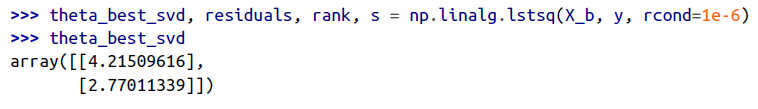 >>> theta_best_svd, residuals, rank, s = np.linalg.lstsq(X_b, y, rcond=1e-6)
>>> theta_best_svd
array([[4.21509616],
       [2.77011339]])